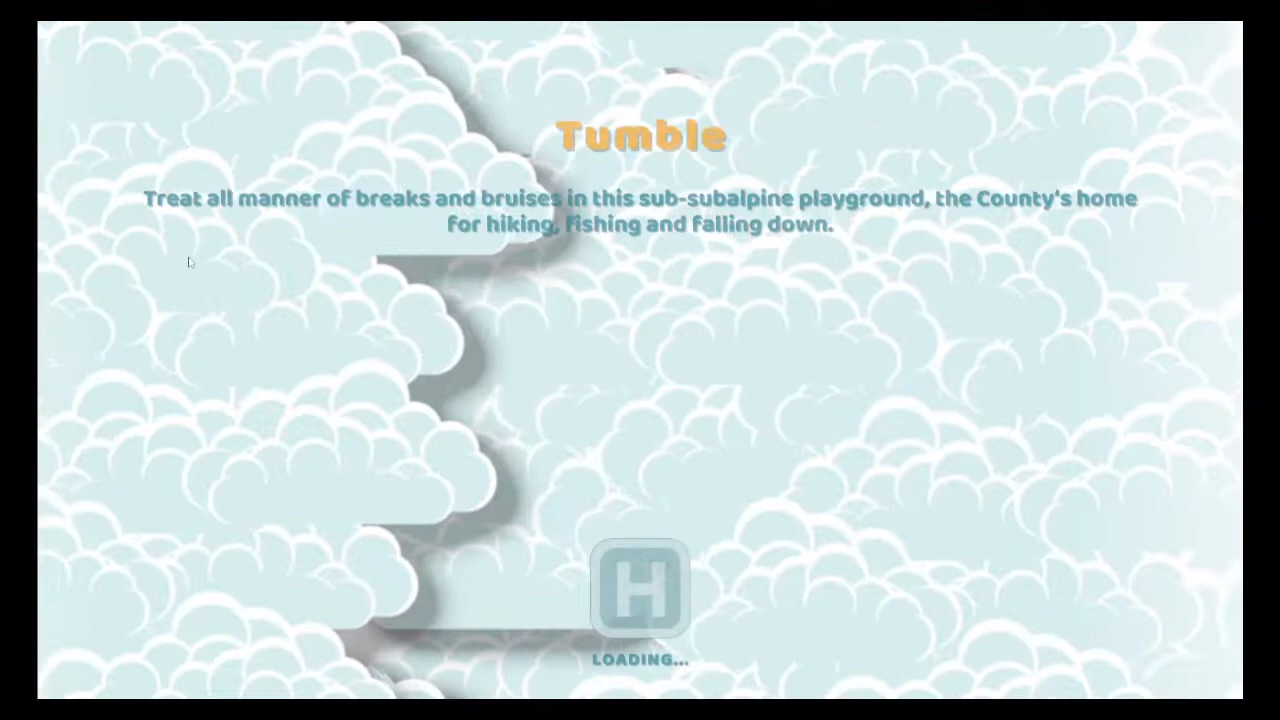 Tumble
Treat all manner of breaks and bruises in this sub-subalpine playground, the County's home
for hiking, fishing and falling down.
H
LOADING...